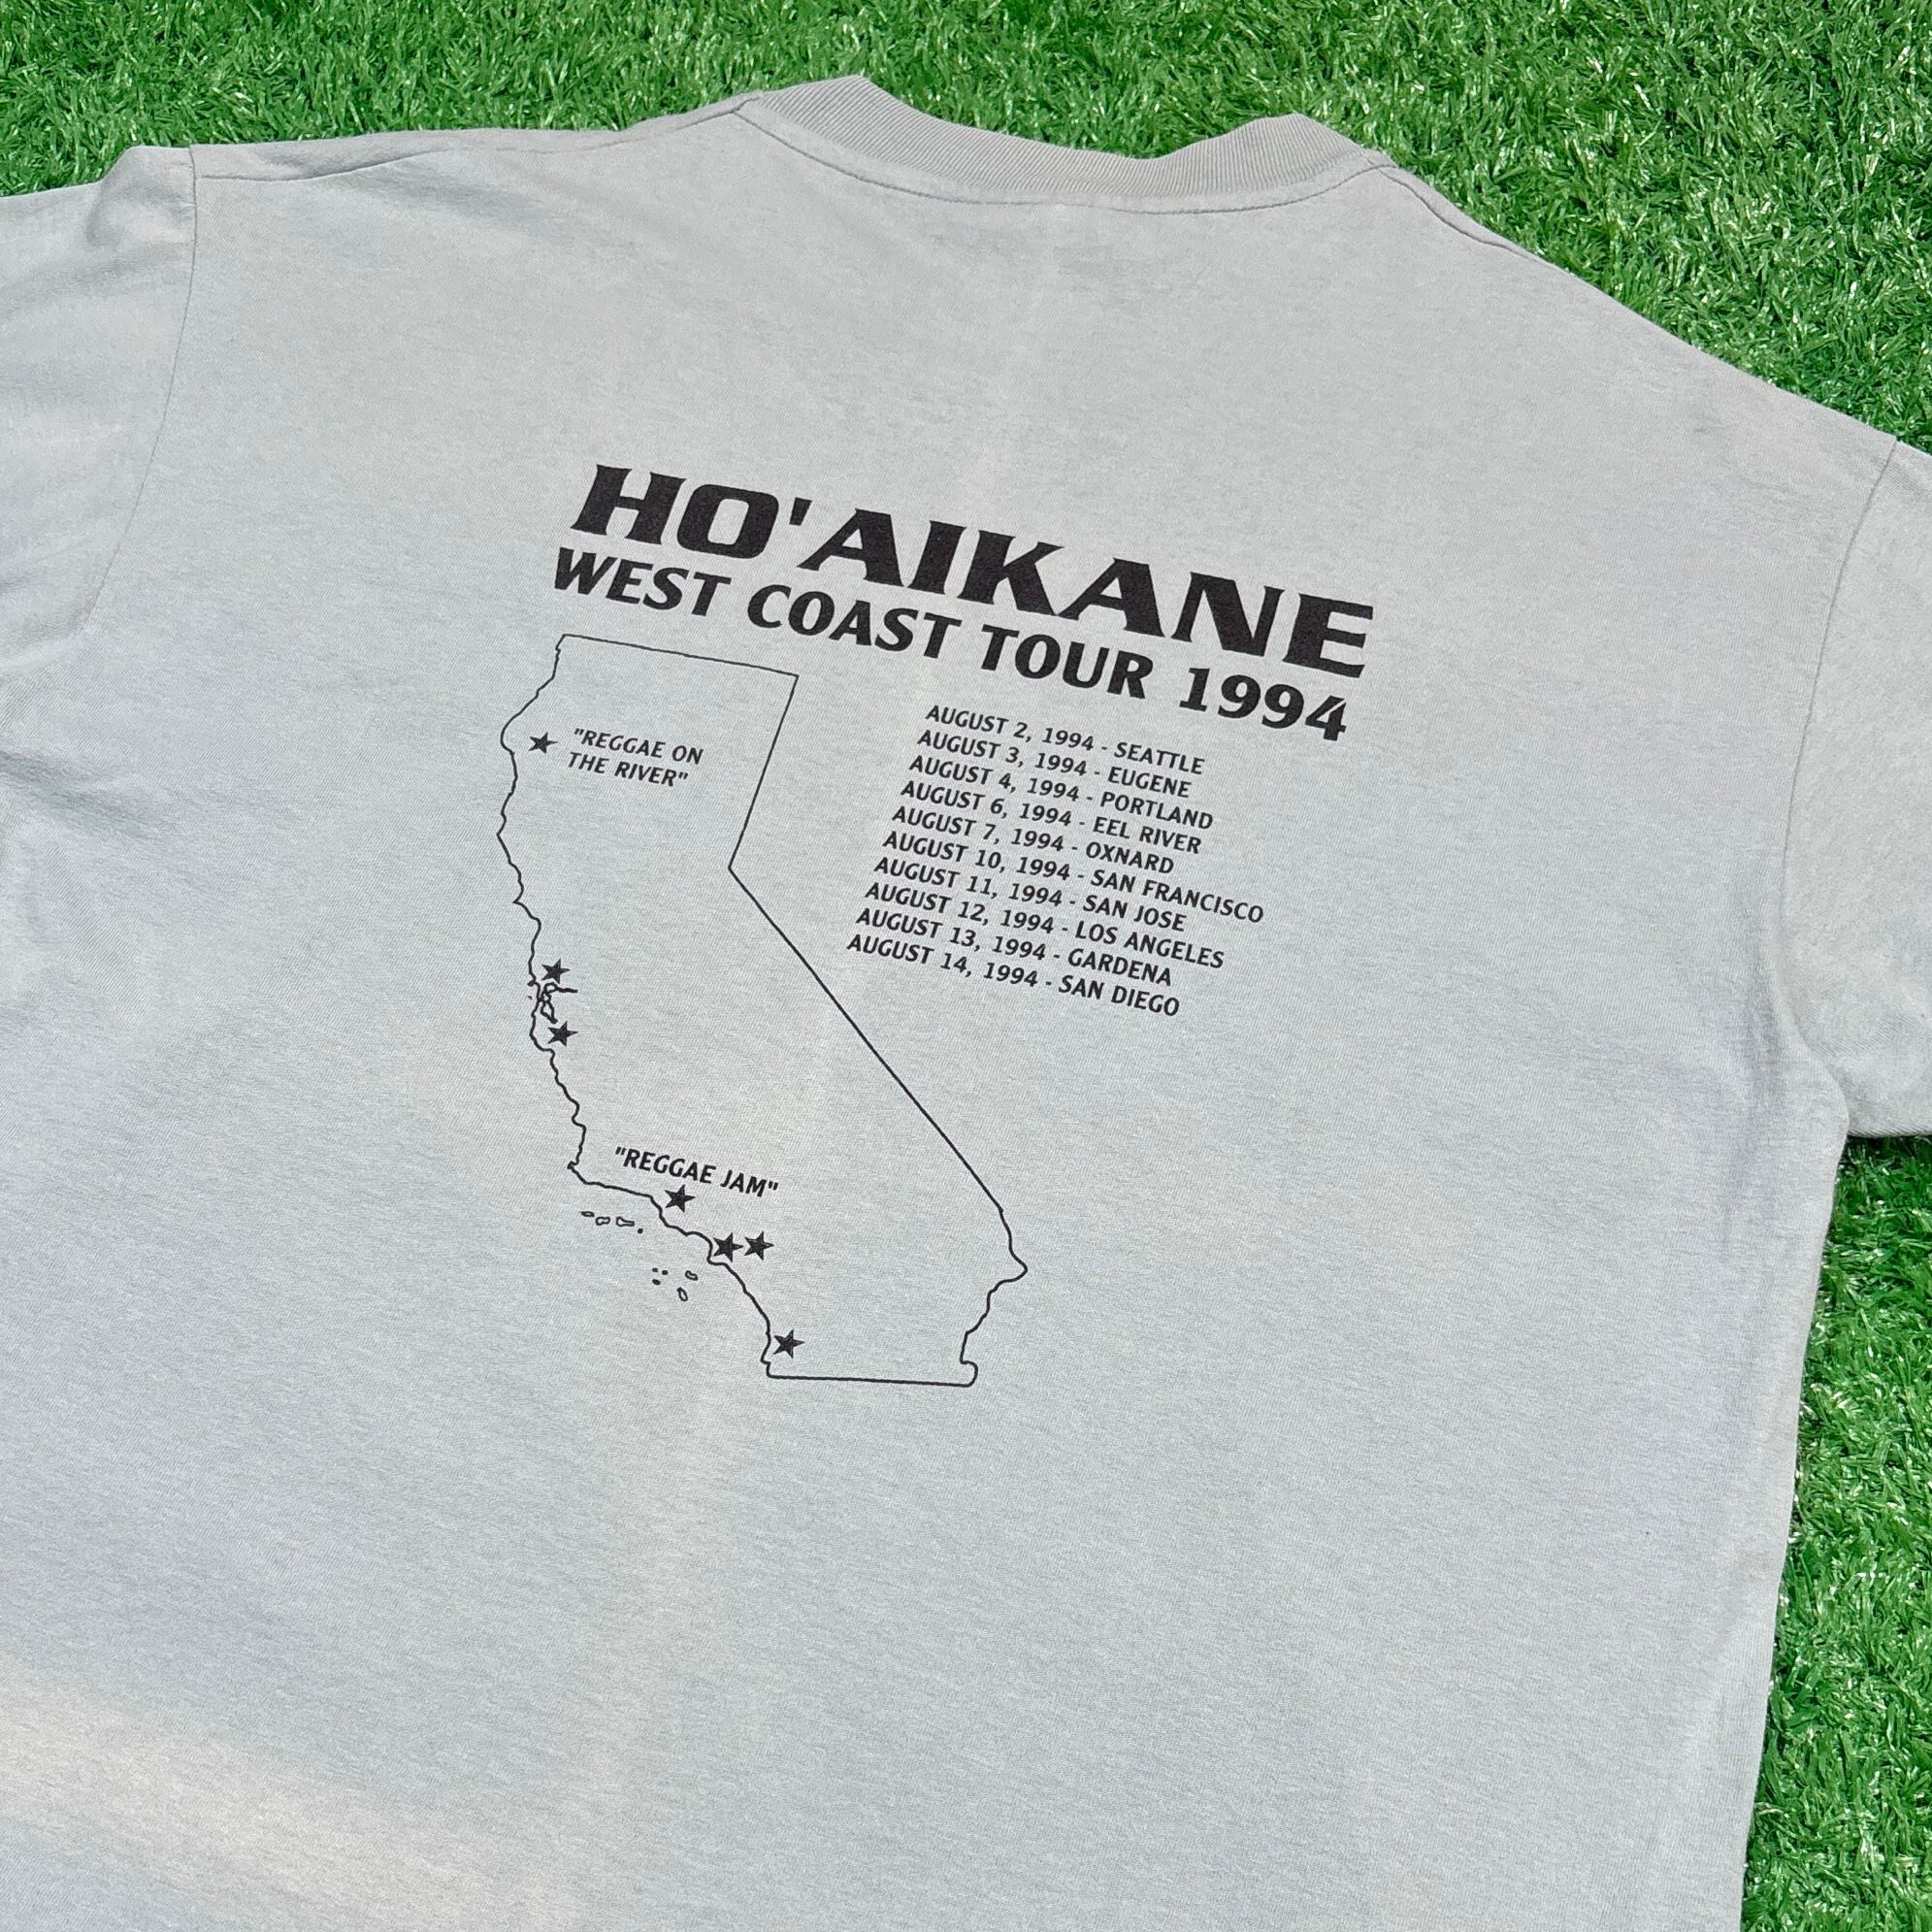 HO'AIKANE
WEST COAST TOUR 1994
"REGGAE ON
THE RIVER"
AUGUST 2, 1994 - SEATTLE
AUGUST 3, 1994 - EUGENE
AUGUST 4, 1994 - PORTLAND
AUGUST 6, 1994 - EEL RIVER
AUGUST 7, 1994 - OXNARD
AUGUST 10, 1994 - SAN FRANCISCO
AUGUST 11, 1994 - SAN JOSE
AUGUST 12, 1994 - LOS ANGELES
AUGUST 13, 1994 - GARDENA
AUGUST 14, 1994 - SAN DIEGO
"REGGAE JAM"